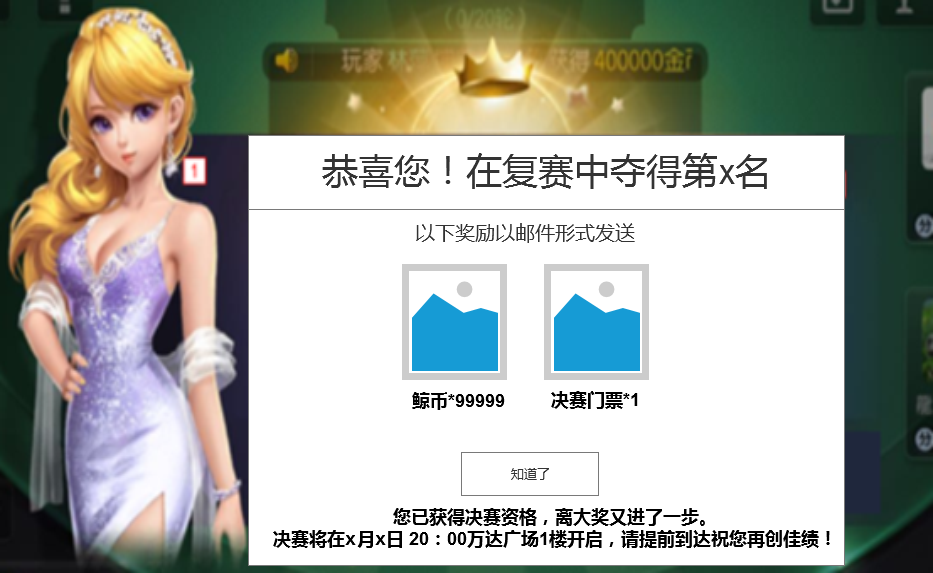 玩家林
获得400000金
1
恭喜您！在复赛中夺得第x名
以下奖励以邮件形式发送
鲸币*99999
决赛门票*1
知道了
您已获得决赛资格，离大奖又进了一步。
决赛将在x月x日 20：00万达广场1楼开启，请提前到达祝您再创佳绩！